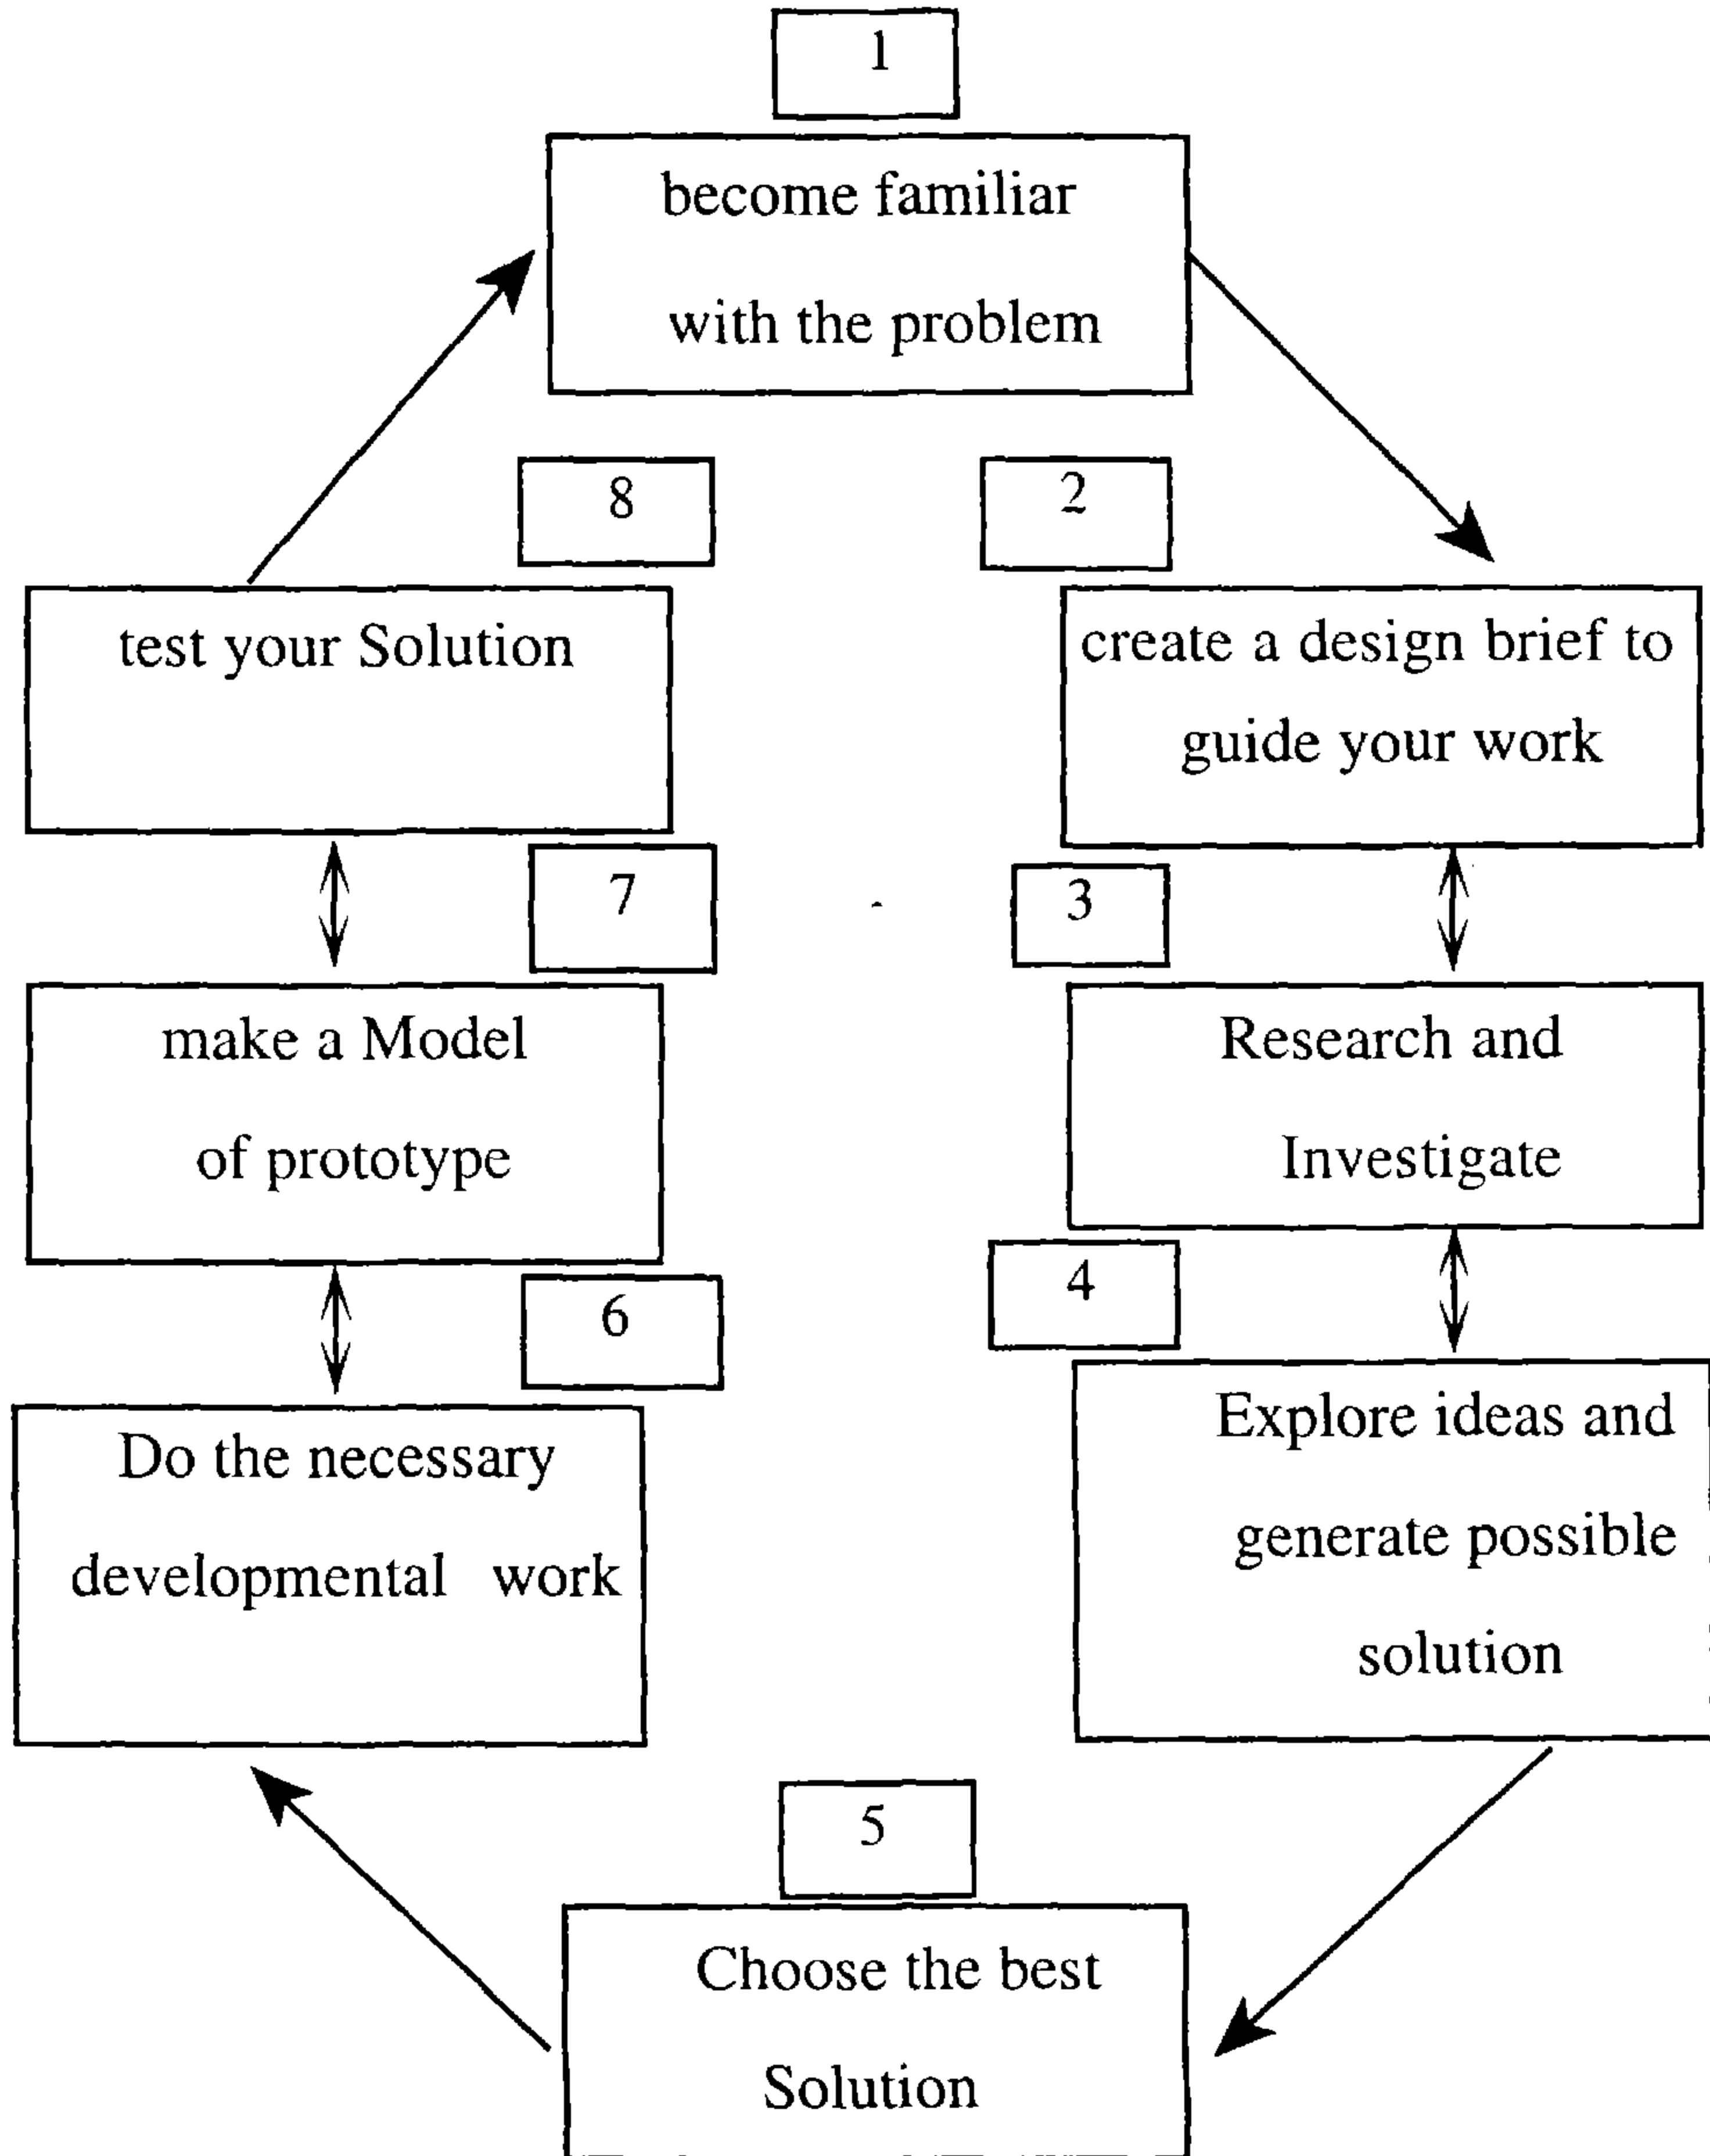 1
become familiar
with the problem
2
create a design brief to
guide your work
3
Research and
Investigate
4
Explore ideas and
generate possible
solution
5
Choose the best
Solution
6
Do the necessary
developmental work
7
make a Model
of prototype
8
test your Solution